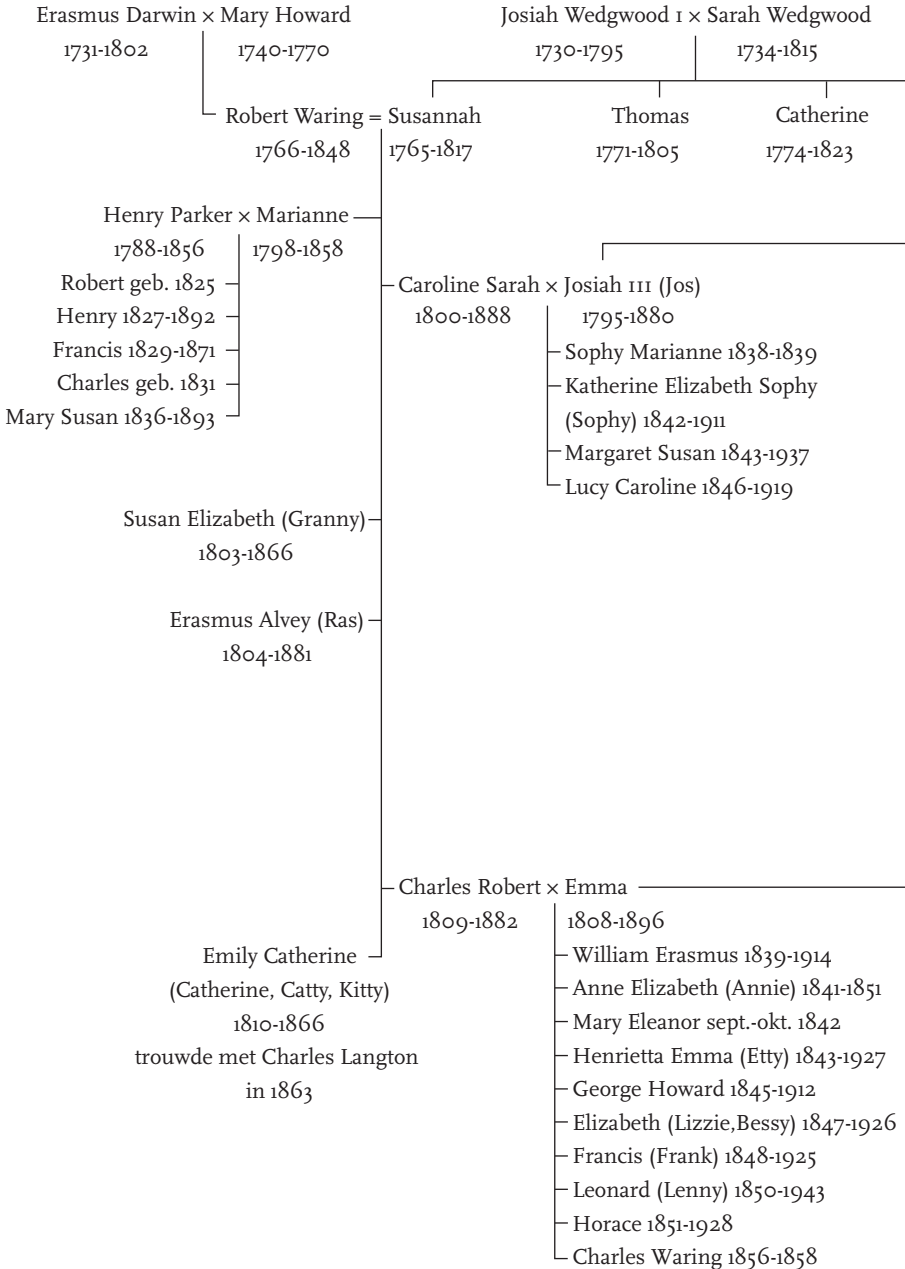 Erasmus Darwin × Mary Howard
1731-1802 1740-1770
Josiah Wedgwood I × Sarah Wedgwood
1730-1795 1734-1815
Robert Waring = Susannah
1766-1848 1765-1817
Thomas
1771-1805
Catherine
1774-1823
Henry Parker × Marianne
1788-1856 1798-1858
Robert geb. 1825
Henry 1827-1892
Francis 1829-1871
Charles geb. 1831
Mary Susan 1836-1893
Caroline Sarah × Josiah III (Jos)
1800-1888 1795-1880
Sophy Marianne 1838-1839
Katherine Elizabeth Sophy
(Sophy) 1842-1911
Margaret Susan 1843-1937
Lucy Caroline 1846-1919
Susan Elizabeth (Granny)
1803-1866
Erasmus Alvey (Ras)
1804-1881
Charles Robert × Emma
1809-1882 1808-1896
William Erasmus 1839-1914
Anne Elizabeth (Annie) 1841-1851
Mary Eleanor sept.-okt. 1842
Henrietta Emma (Etty) 1843-1927
George Howard 1845-1912
Elizabeth (Lizzie,Bessy) 1847-1926
Francis (Frank) 1848-1925
Leonard (Lenny) 1850-1943
Horace 1851-1928
Charles Waring 1856-1858
Emily Catherine
(Catherine, Catty, Kitty)
1810-1866
trouwde met Charles Langton
in 1863